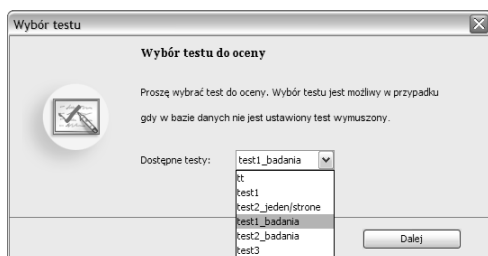 Wybór testu
Wybór testu do oceny
Proszę wybrać test do oceny. Wybór testu jest możliwy w przypadku
gdy w bazie danych nie jest ustawiony test wymuszony.
Dostępne testy: test1_badania
tt
test1
test2_jeden/strone
test1_badania
test2_badania
Dalej
test3